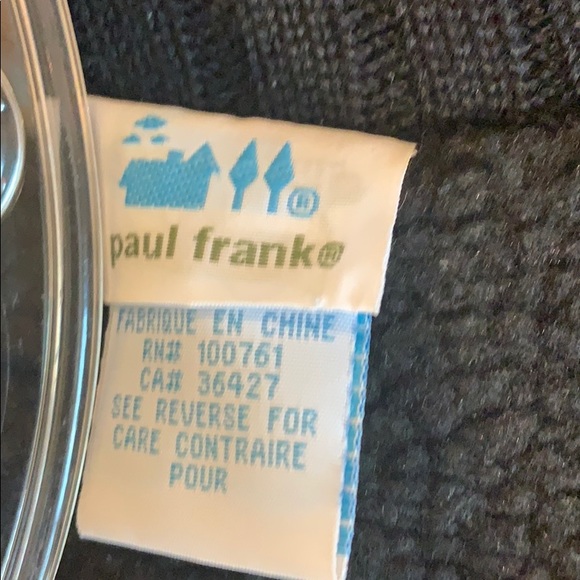 paul frank®
FABRIQUE EN CHINE
RN# 100761
CA# 36427
SEE REVERSE FOR
CARE CONTRAIRE
POUR